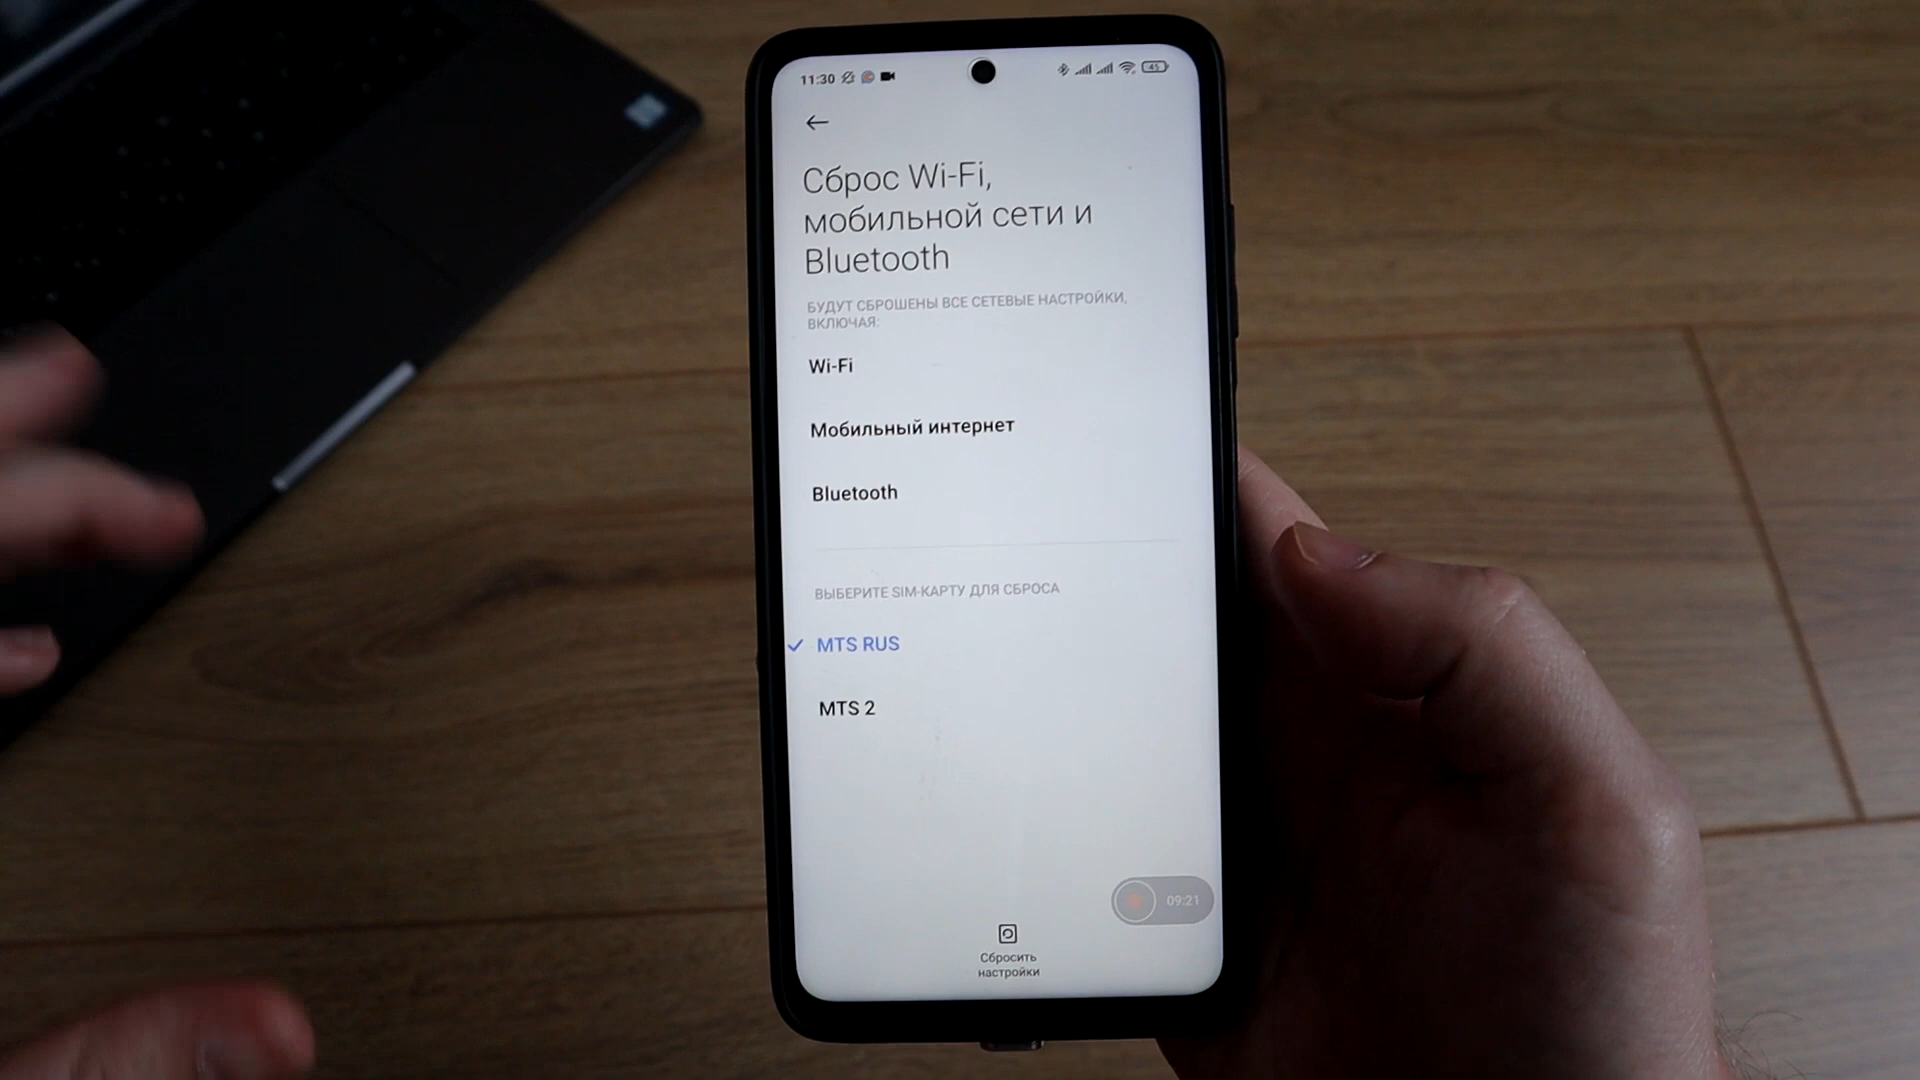 11:30
45
Сброс Wi-Fi,
мобильной сети и
Bluetooth
БУДУТ СБРОШЕНЫ ВСЕ СЕТЕВЫЕ НАСТРОЙКИ,
ВКЛЮЧАЯ:
Wi-Fi
Мобильный интернет
Bluetooth
ВЫБЕРИТЕ SIM-КАРТУ ДЛЯ СБРОСА
MTS RUS
MTS 2
09:21
Сбросить
настройки